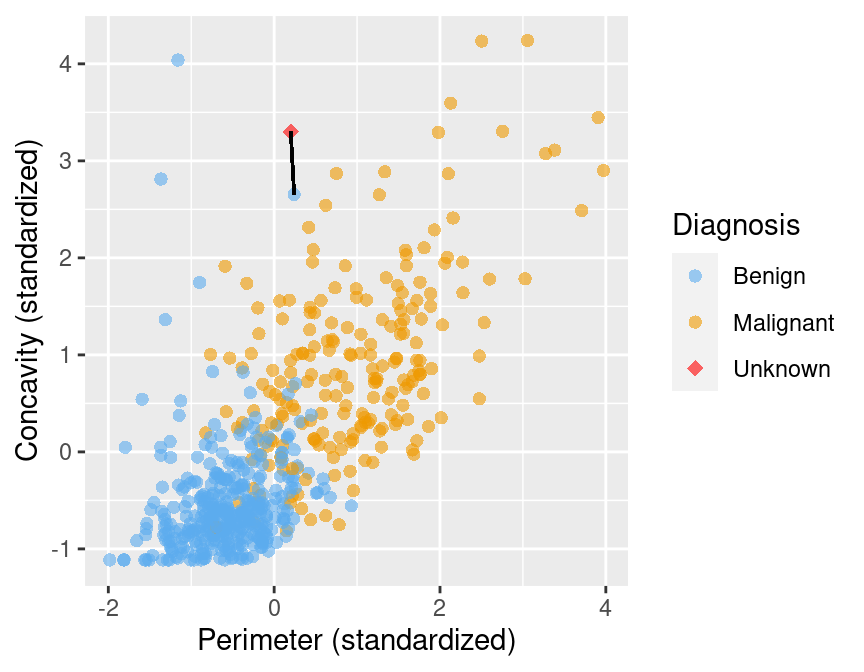 Concavity (standardized)
4
3
2
1
0
-1
-2
0
2
4
Perimeter (standardized)
Diagnosis
Benign
Malignant
Unknown